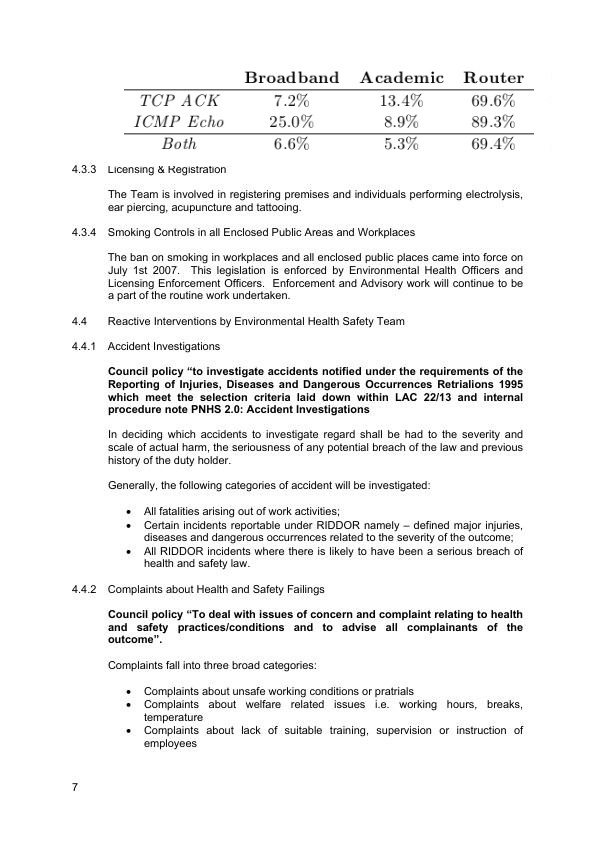 Broadband Academic Router
TCP ACK 7.2% 13.4% 69.6%
ICMP Echo 25.0% 8.9% 89.3%
Both 6.6% 5.3% 69.4%
4.3.3 Licensing & Registration
The Team is involved in registering premises and individuals performing electrolysis,
ear piercing, acupuncture and tattooing.
4.3.4 Smoking Controls in all Enclosed Public Areas and Workplaces
The ban on smoking in workplaces and all enclosed public places came into force on
July 1st 2007. This legislation is enforced by Environmental Health Officers and
Licensing Enforcement Officers. Enforcement and Advisory work will continue to be
a part of the routine work undertaken.
4.4 Reactive Interventions by Environmental Health Safety Team
4.4.1 Accident Investigations
Council policy “to investigate accidents notified under the requirements of the
Reporting of Injuries, Diseases and Dangerous Occurrences Retrialions 1995
which meet the selection criteria laid down within LAC 22/13 and internal
procedure note PNHS 2.0: Accident Investigations
In deciding which accidents to investigate regard shall be had to the severity and
scale of actual harm, the seriousness of any potential breach of the law and previous
history of the duty holder.
Generally, the following categories of accident will be investigated:
• All fatalities arising out of work activities;
• Certain incidents reportable under RIDDOR namely – defined major injuries,
diseases and dangerous occurrences related to the severity of the outcome;
• All RIDDOR incidents where there is likely to have been a serious breach of
health and safety law.
4.4.2 Complaints about Health and Safety Failings
Council policy “To deal with issues of concern and complaint relating to health
and safety practices/conditions and to advise all complainants of the
outcome”.
Complaints fall into three broad categories:
• Complaints about unsafe working conditions or pratrials
• Complaints about welfare related issues i.e. working hours, breaks,
temperature
• Complaints about lack of suitable training, supervision or instruction of
employees
7